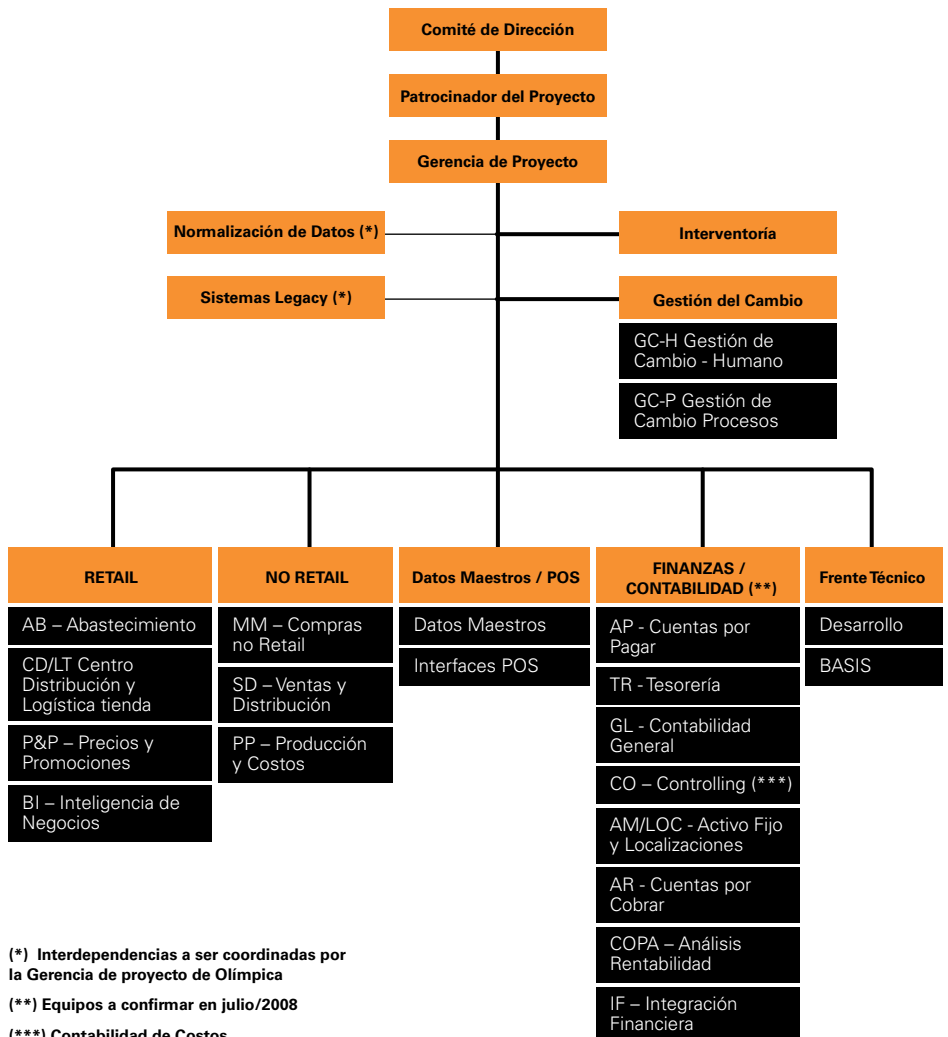 Comité de Dirección
Patrocinador del Proyecto
Gerencia de Proyecto
Normalización de Datos (*)
Interventoría
Sistemas Legacy (*)
Gestión del Cambio
GC-H Gestión de
Cambio - Humano
GC-P Gestión de
Cambio Procesos
RETAIL
AB – Abastecimiento
CD/LT Centro
Distribución y
Logística tienda
P&P – Precios y
Promociones
BI – Inteligencia de
Negocios
NO RETAIL
MM – Compras
no Retail
SD – Ventas y
Distribución
PP – Producción
y Costos
Datos Maestros / POS
Datos Maestros
Interfaces POS
FINANZAS /
CONTABILIDAD (**)
AP - Cuentas por
Pagar
TR - Tesorería
GL - Contabilidad
General
CO – Controlling (***)
AM/LOC - Activo Fijo
y Localizaciones
AR - Cuentas por
Cobrar
COPA – Análisis
Rentabilidad
IF – Integración
Financiera
Frente Técnico
Desarrollo
BASIS
(*) Interdependencias a ser coordinadas por
la Gerencia de proyecto de Olímpica
(**) Equipos a confirmar en julio/2008
(***) Contabilidad de Costos